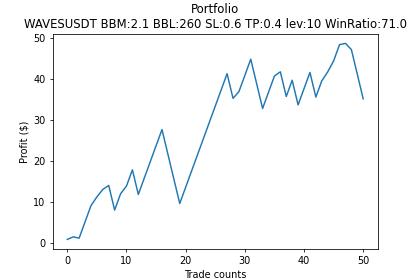 Portfolio
WAVESUSDT BBM:2.1 BBL:260 SL:0.6 TP:0.4 lev:10 WinRatio:71.0
Profit ($)
50
40
30
20
10
0
0 10 20 30 40 50
Trade counts